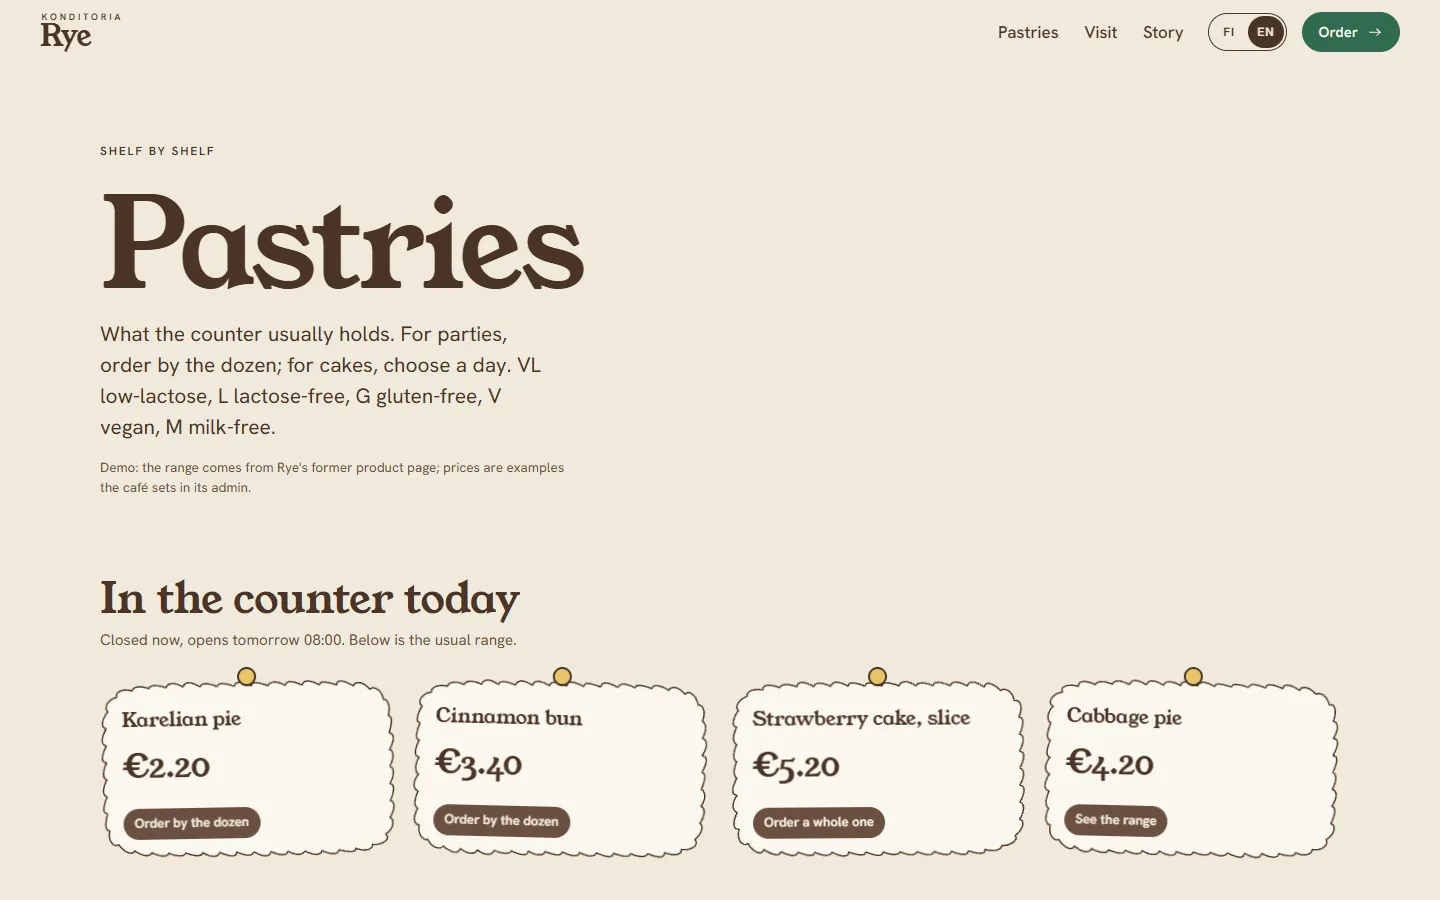 KONDITORIA
Rye
Pastries
Visit
Story
FI
EN
Order →
SHELF BY SHELF
Pastries
What the counter usually holds. For parties,
order by the dozen; for cakes, choose a day. VL
low-lactose, L lactose-free, G gluten-free, V
vegan, M milk-free.
Demo: the range comes from Rye's former product page; prices are examples
the café sets in its admin.
In the counter today
Closed now, opens tomorrow 08:00. Below is the usual range.
Karelian pie
€2.20
Order by the dozen
Cinnamon bun
€3.40
Order by the dozen
Strawberry cake, slice
€5.20
Order a whole one
Cabbage pie
€4.20
See the range